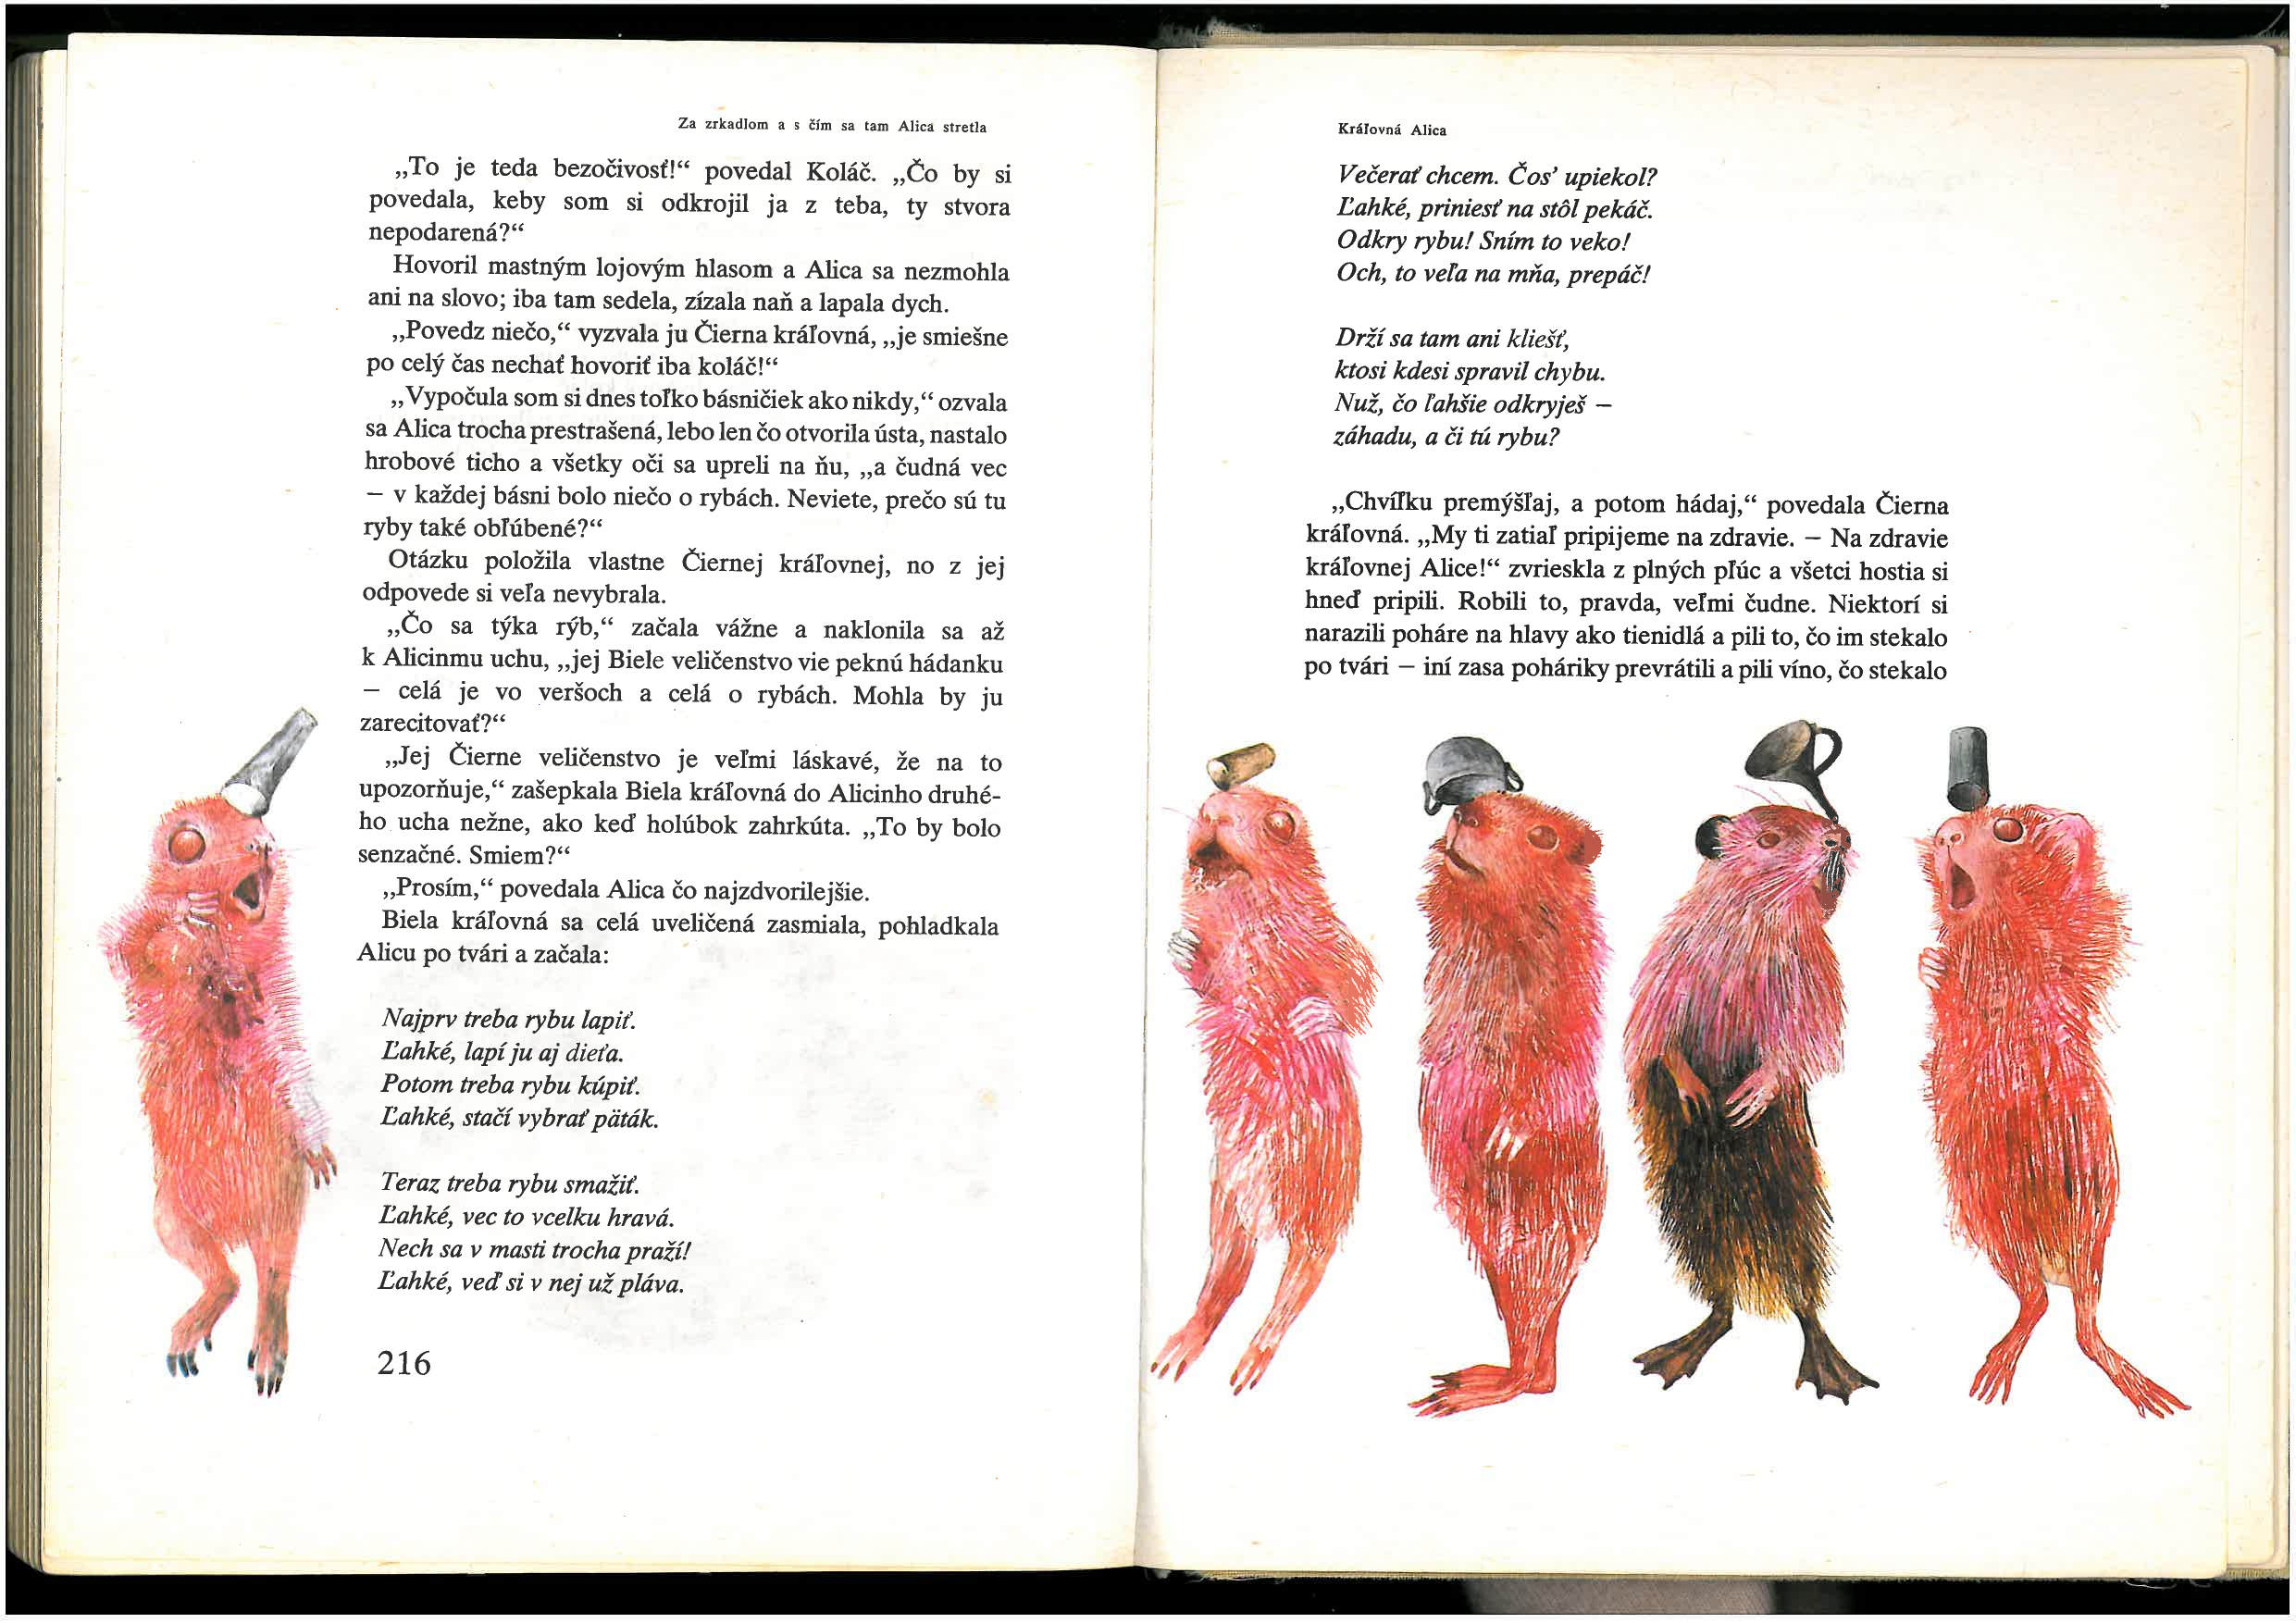 Za zrkadlom a s čím sa tam Alica stretla
„To je teda bezočivosť!“ povedal Koláč. „Čo by si
povedala, keby som si odkrojil ja z teba, ty stvora
nepodarená?“
Hovoril mastným lojovým hlasom a Alica sa nezmohla
ani na slovo; iba tam sedela, zízala naň a lapala dych.
„Povedz niečo,“ vyzvala ju Čierna kráľovná, „je smiešne
po celý čas nechať hovoriť iba koláč!“
„Vypočula som si dnes toľko básničiek ako nikdy,“ ozvala
sa Alica trocha prestrašená, lebo len čo otvorila ústa, nastalo
hrobové ticho a všetky oči sa upreli na ňu, „a čudná vec
– v každej básni bolo niečo o rybách. Neviete, prečo sú tu
ryby také obľúbené?“
Otázku položila vlastne Čiernej kráľovnej, no z jej
odpovede si veľa nevybrala.
„Čo sa týka rýb,“ začala vážne a naklonila sa až
k Alicinmu uchu, „jej Biele veličenstvo vie peknú hádanku
– celá je vo veršoch a celá o rybách. Mohla by ju
zarecitovať?“
„Jej Čierne veličenstvo je veľmi láskavé, že na to
upozorňuje,“ zašepkala Biela kráľovná do Alicinho druhé-
ho ucha nežne, ako keď holúbok zahrkúta. „To by bolo
senzačné. Smiem?“
„Prosím,“ povedala Alica čo najzdvorilejšie.
Biela kráľovná sa celá uveličená zasmiala, pohladkala
Alicu po tvári a začala:
Najprv treba rybu lapiť.
Ľahké, lapí ju aj dieťa.
Potom treba rybu kúpiť.
Ľahké, stačí vybrať päták.
Teraz treba rybu smažiť.
Ľahké, vec to vcelku hravá.
Nech sa v masti trocha praží!
Ľahké, veď si v nej už pláva.
216
Kráľovná Alica
Večerať chcem. Čos’ upiekol?
Ľahké, priniesť na stôl pekáč.
Odkry rybu! Sním to veko!
Och, to veľa na mňa, prepáč!
Drží sa tam ani kliešť,
ktosi kdesi spravil chybu.
Nuž, čo ľahšie odkryješ –
záhadu, a či tú rybu?
„Chvíľku premýšľaj, a potom hádaj,“ povedala Čierna
kráľovná. „My ti zatiaľ pripijeme na zdravie. – Na zdravie
kráľovnej Alice!“ zvrieskla z plných pľúc a všetci hostia si
hneď pripili. Robili to, pravda, veľmi čudne. Niektorí si
narazili poháre na hlavy ako tienidlá a pili to, čo im stekalo
po tvári – iní zasa poháriky prevrátili a pili víno, čo stekalo